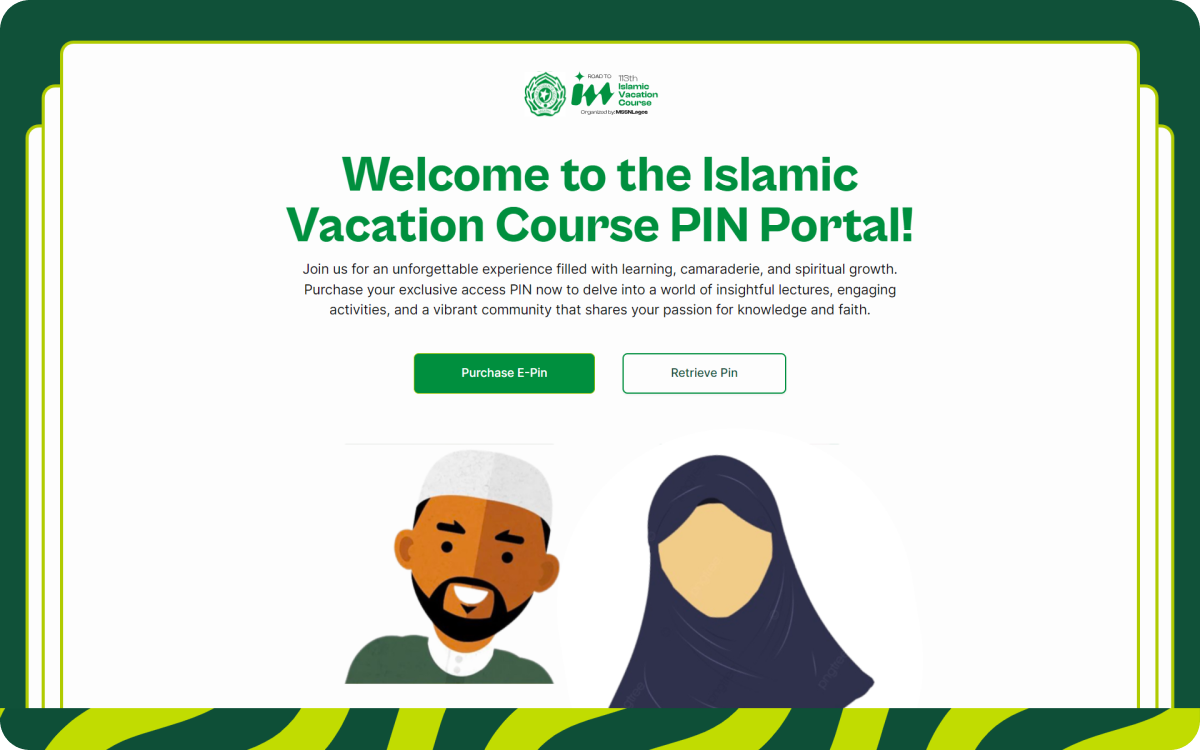 ROAD TO
113th
Islamic
Vacation
Course
Organized by: MSSNLagos
Welcome to the Islamic
Vacation Course PIN Portal!
Join us for an unforgettable experience filled with learning, camaraderie, and spiritual growth.
Purchase your exclusive access PIN now to delve into a world of insightful lectures, engaging
activities, and a vibrant community that shares your passion for knowledge and faith.
Purchase E-Pin
Retrieve Pin